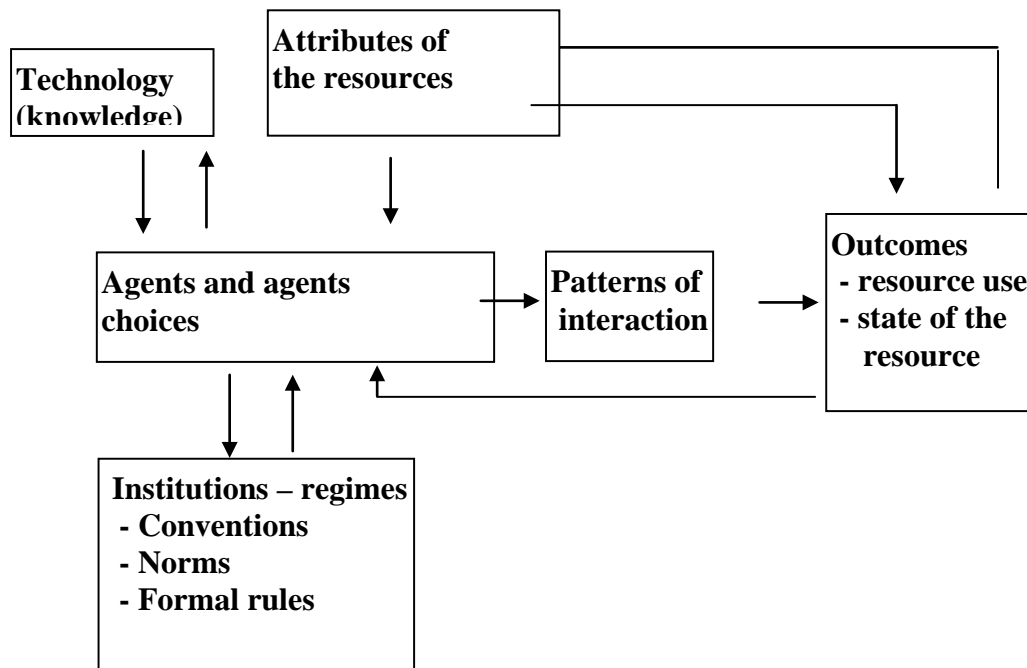 Technology
(knowledge)
Attributes of
the resources
Agents and agents
choices
Patterns of
interaction
Outcomes
- resource use
- state of the
resource
Institutions – regimes
- Conventions
- Norms
- Formal rules